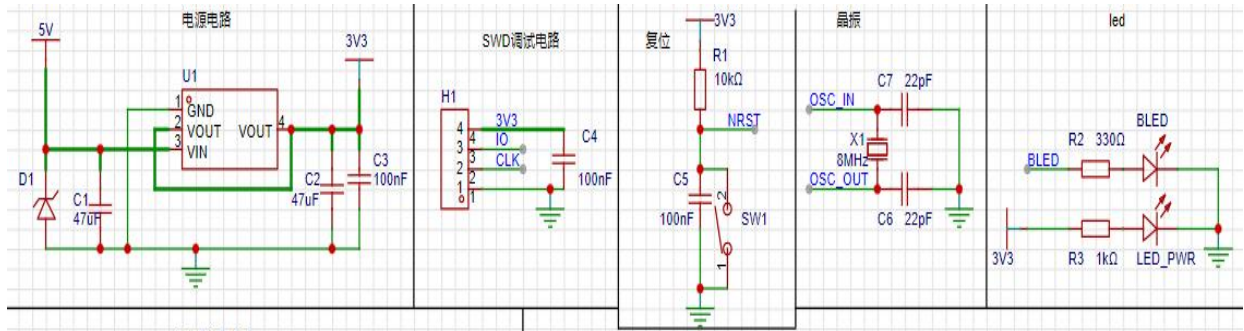 电源电路
5V
3V3
U1
1
GND
2
VOUT
VOUT
4
3
VIN
D1
C1
47uF
C2
47uF
C3
100nF
SWD调试电路
H1
4
4
3V3
3
3
IO
2
2
CLK
1
1
C4
100nF
复位
3V3
R1
10kΩ
NRST
C5
100nF
2
SW1
1
晶振
C7
22pF
OSC_IN
X1
8MHz
OSC_OUT
C6
22pF
led
BLED
R2
330Ω
BLED
3V3
R3
1kΩ
LED_PWR